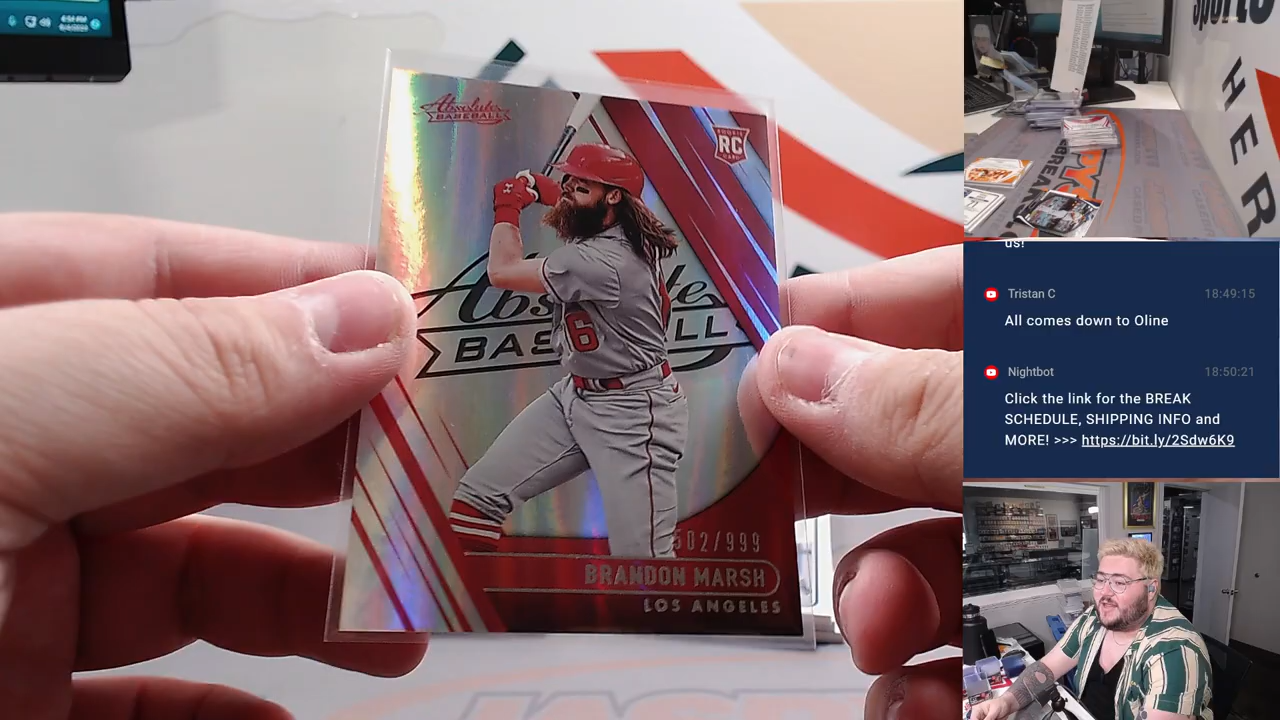 Absolute
BASEBALL
ROOKIE
RC
CARD
Absolute
BASEBALL
6
502/999
BRANDON MARSH
LOS ANGELES
sports
HER
us!
Tristan C 18:49:15
All comes down to Oline
Nightbot 18:50:21
Click the link for the BREAK
SCHEDULE, SHIPPING INFO and
MORE! >>> https://bit.ly/2Sdw6K9